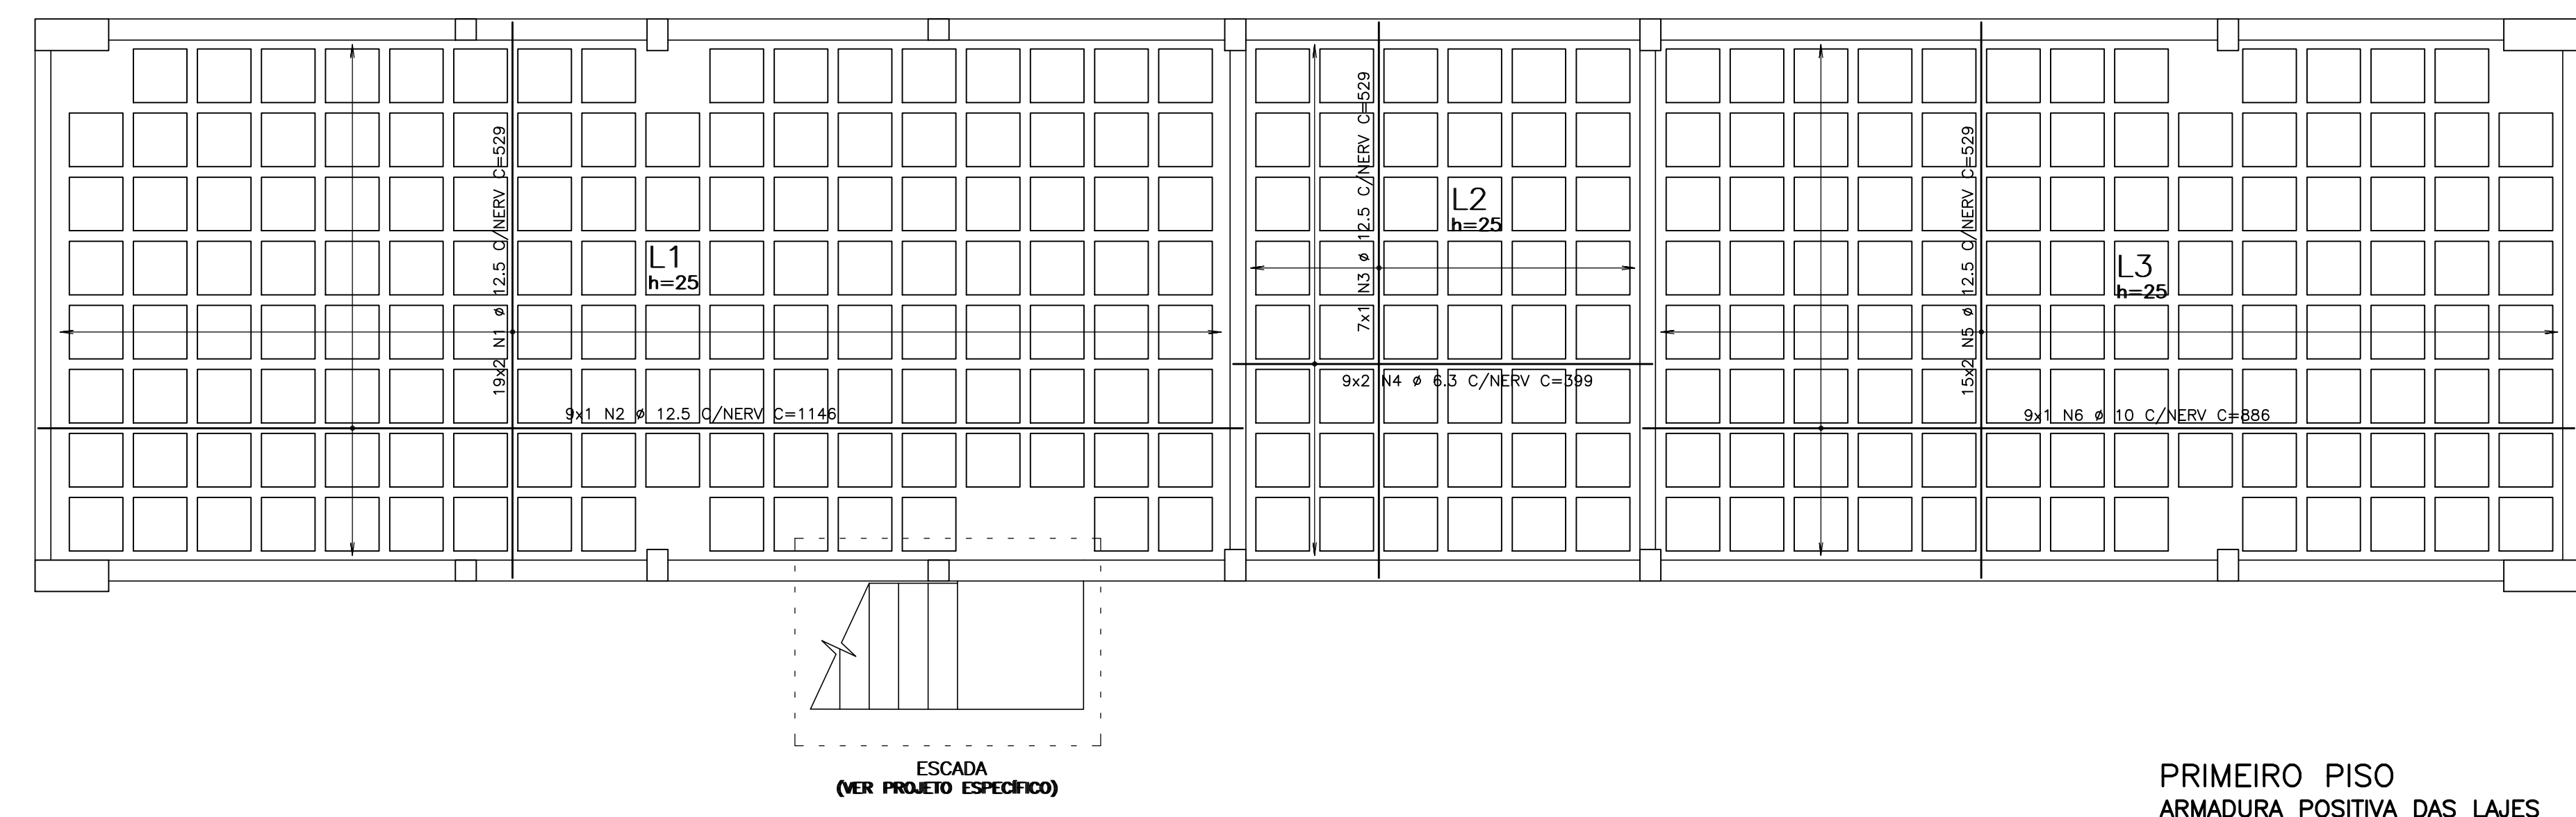 19x2 N1 ø 12.5 C/NERV C=529
L1
h=25
9x1 N2 ø 12.5 C/NERV C=1146
7x1 N3 ø 12.5 C/NERV C=529
L2
h=25
9x2 N4 ø 6.3 C/NERV C=399
15x2 N5 ø 12.5 C/NERV C=529
L3
h=25
9x1 N6 ø 10 C/NERV C=886
ESCADA
(VER PROJETO ESPECÍFICO)
PRIMEIRO PISO
ARMADURA POSITIVA DAS LAJES